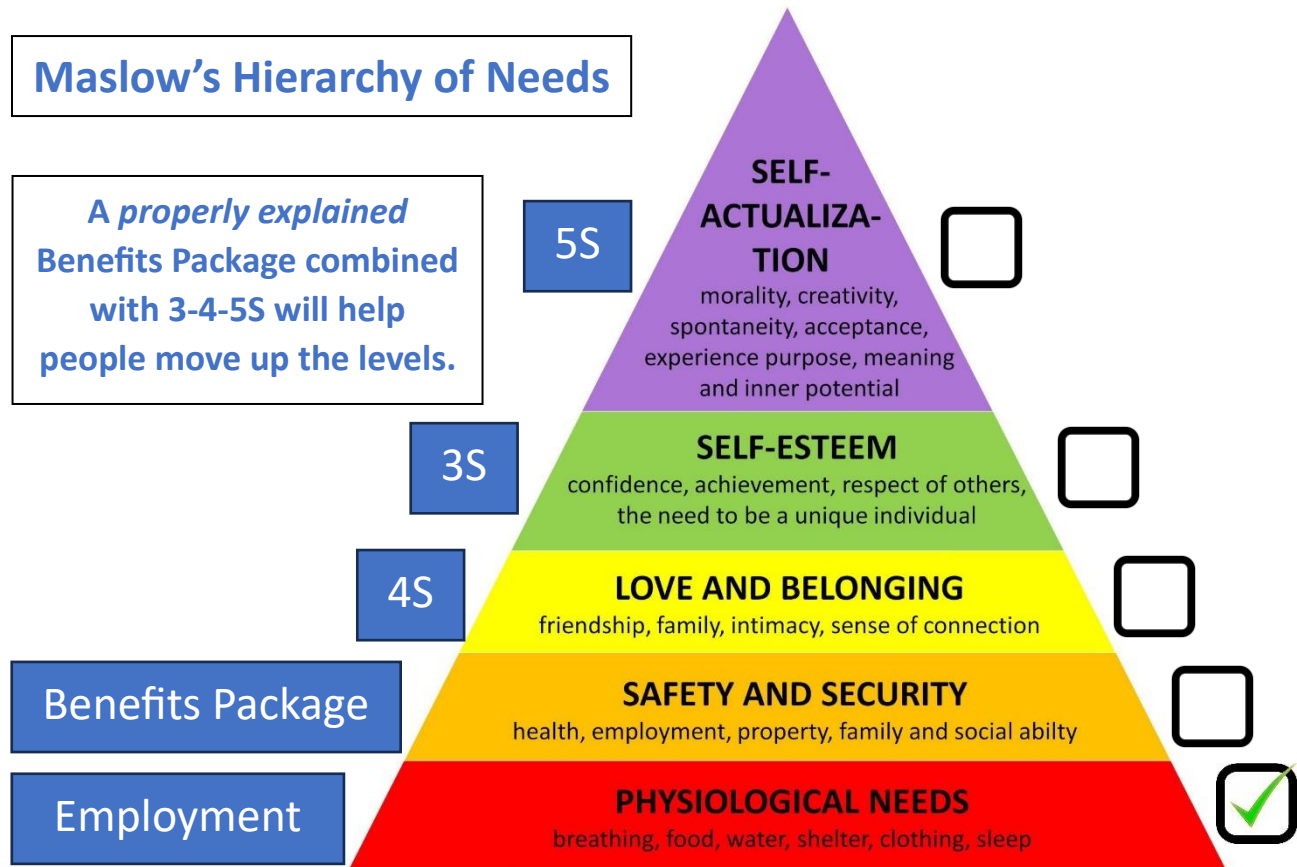 Maslow’s Hierarchy of Needs
A properly explained
Benefits Package combined
with 3-4-5S will help
people move up the levels.
5S
SELF-
ACTUALIZA-
TION
morality, creativity,
spontaneity, acceptance,
experience purpose, meaning
and inner potential
3S
SELF-ESTEEM
confidence, achievement, respect of others,
the need to be a unique individual
4S
LOVE AND BELONGING
friendship, family, intimacy, sense of connection
Benefits Package
SAFETY AND SECURITY
health, employment, property, family and social abilty
Employment
PHYSIOLOGICAL NEEDS
breathing, food, water, shelter, clothing, sleep